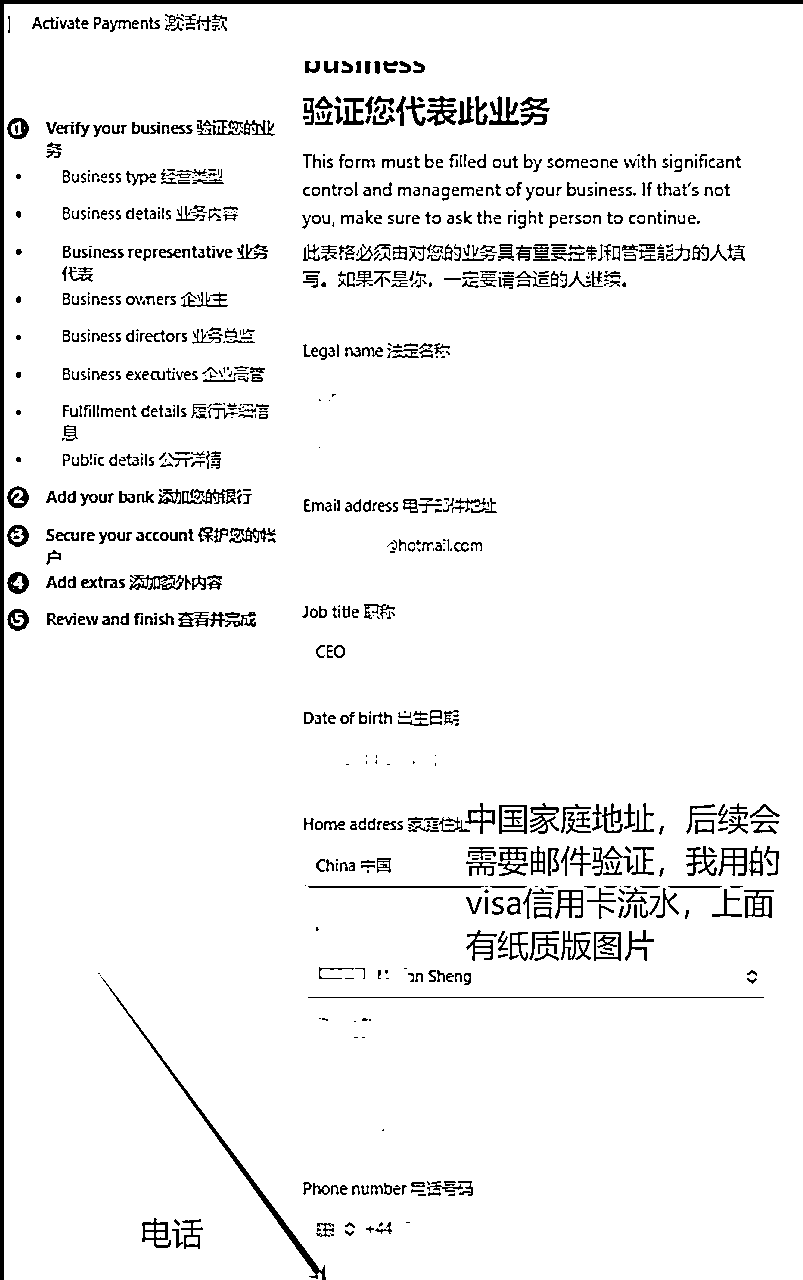 Activate Payments 激活付款
business
验证您代表此业务
Verify your business 验证您的业
务
Business type 经营类型
Business details 业务内容
Business representative 业务
代表
Business owners 企业主
Business directors 业务总监
Business executives 企业高管
Fulfillment details 履行详细信
息
Public details 公开详情
2 Add your bank 添加您的银行
3 Secure your account 保护您的帐
户
4 Add extras 添加额外内容
5 Review and finish 查看并完成
This form must be filled out by someone with significant
control and management of your business. If that's not
you, make sure to ask the right person to continue.
此表格必须由对您的业务具有重要控制和管理能力的人填
写。如果不是你，一定要请合适的人继续。
Legal name 法定名称
Email address 电子邮件地址
@hotmail.com
Job title 职称
CEO
Date of birth 出生日期
Home address 家庭住址
China 中国
中国家庭地址，后续会
需要邮件验证，我用的
visa信用卡流水，上面
有纸质版图片
Sheng
Phone number 电话号码
+44
电话